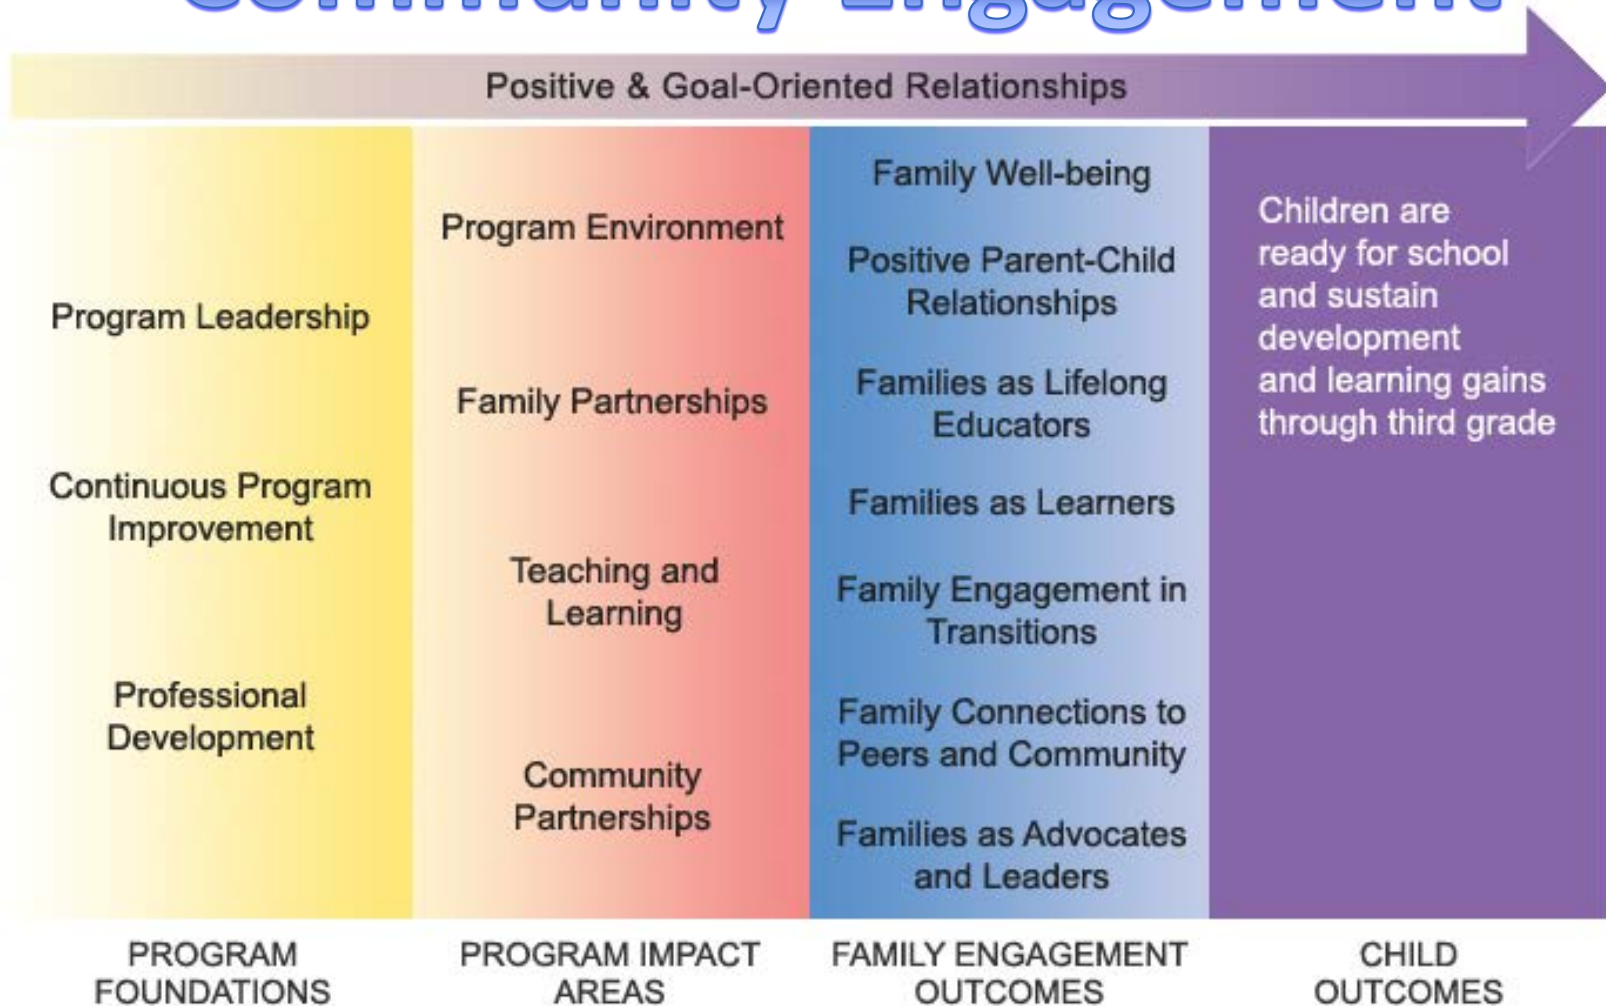 Community Engagement
Positive & Goal-Oriented Relationships
Program Leadership
Continuous Program
Improvement
Professional
Development
PROGRAM
FOUNDATIONS
Program Environment
Family Partnerships
Teaching and
Learning
Community
Partnerships
PROGRAM IMPACT
AREAS
Family Well-being
Positive Parent-Child
Relationships
Families as Lifelong
Educators
Families as Learners
Family Engagement in
Transitions
Family Connections to
Peers and Community
Families as Advocates
and Leaders
FAMILY ENGAGEMENT
OUTCOMES
Children are
ready for school
and sustain
development
and learning gains
through third grade
CHILD
OUTCOMES